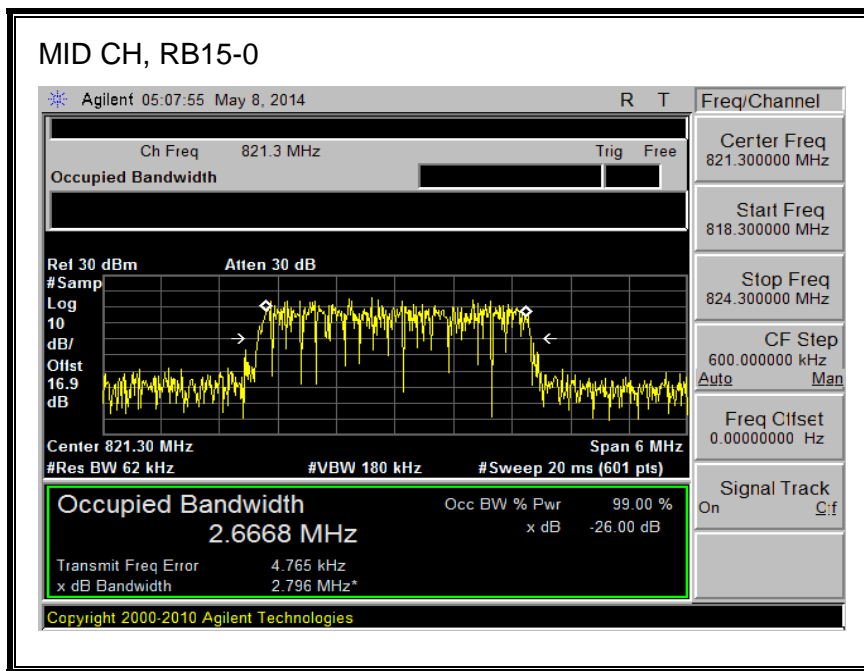 MID CH, RB15-0
Agilent 05:07:55 May 8, 2014 R T
Freq/Channel
Ch Freq 821.3 MHz Trig Free
Occupied Bandwidth
Center Freq
821.300000 MHz
Start Freq
818.300000 MHz
Stop Freq
824.300000 MHz
CF Step
600.000000 kHz
Auto Man
Freq Offset
0.00000000 Hz
Signal Track
On Off
Ref 30 dBm Atten 30 dB
#Samp
Log
10
dB/
Offst
16.9
dB
Center 821.30 MHz Span 6 MHz
#Res BW 62 kHz #VBW 180 kHz #Sweep 20 ms (601 pts)
Occupied Bandwidth Occ BW % Pwr 99.00 %
2.6668 MHz x dB -26.00 dB
Transmit Freq Error 4.765 kHz
x dB Bandwidth 2.796 MHz*
Copyright 2000-2010 Agilent Technologies